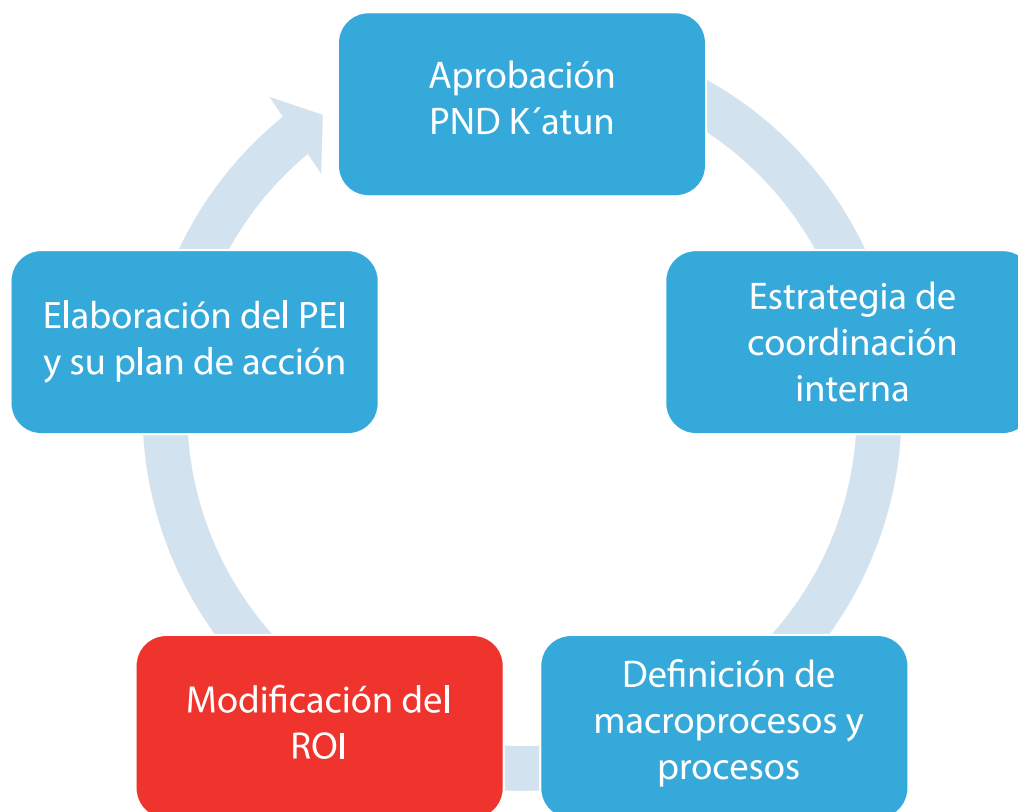 Aprobación
PND K´atun
Estrategia de
coordinación
interna
Definición de
macroprocesos y
procesos
Modificación del
ROI
Elaboración del PEI
y su plan de acción